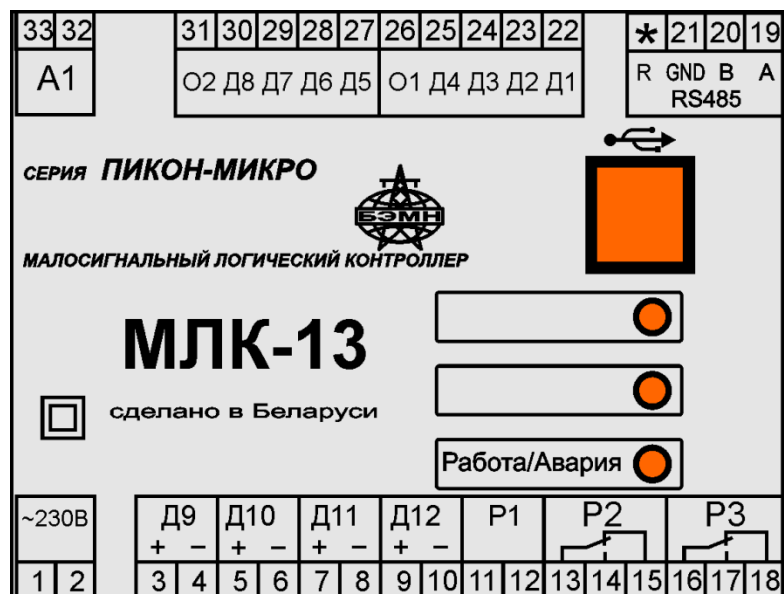 33 32 31 30 29 28 27 26 25 24 23 22 * 21 20 19
A1 О2 Д8 Д7 Д6 Д5 О1 Д4 Д3 Д2 Д1 R GND B A
RS485
СЕРИЯ ПИКОН-МИКРО
БЭМН
МАЛОСИГНАЛЬНЫЙ ЛОГИЧЕСКИЙ КОНТРОЛЛЕР
МЛК-13
сделано в Беларуси
Работа/Авария
~230В Д9 Д10 Д11 Д12 Р1 Р2 Р3
+ − + − + − + −
1 2 3 4 5 6 7 8 9 10 11 12 13 14 15 16 17 18